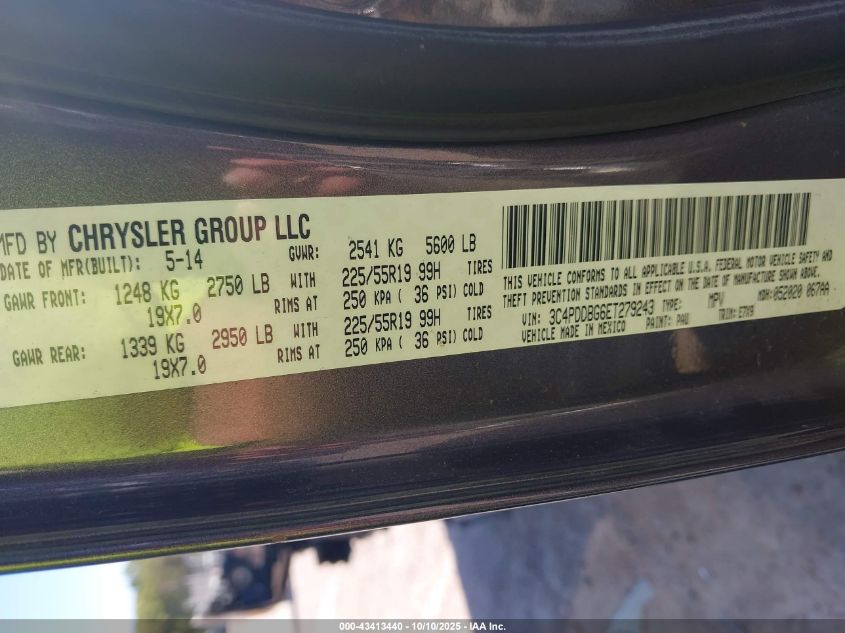 MFD BY CHRYSLER GROUP LLC
DATE OF MFR(BUILT): 5-14 GVWR: 2541 KG 5600 LB
GAWR FRONT: 1248 KG 2750 LB WITH 225/55R19 99H TIRES
19X7.0 RIMS AT 250 KPA ( 36 PSI) COLD
GAWR REAR: 1339 KG 2950 LB WITH 225/55R19 99H TIRES
19X7.0 RIMS AT 250 KPA ( 36 PSI) COLD
THIS VEHICLE CONFORMS TO ALL APPLICABLE U.S.A. FEDERAL MOTOR VEHICLE SAFETY AND
THEFT PREVENTION STANDARDS IN EFFECT ON THE DATE OF MANUFACTURE SHOWN ABOVE.
VIN: 3C4PDDBG6ET279243 TYPE: MPV MDH: 052020 067AA
VEHICLE MADE IN MEXICO PAINT: PAU TRIM: E7X9
000-43413440 - 10/10/2025 - IAA Inc.